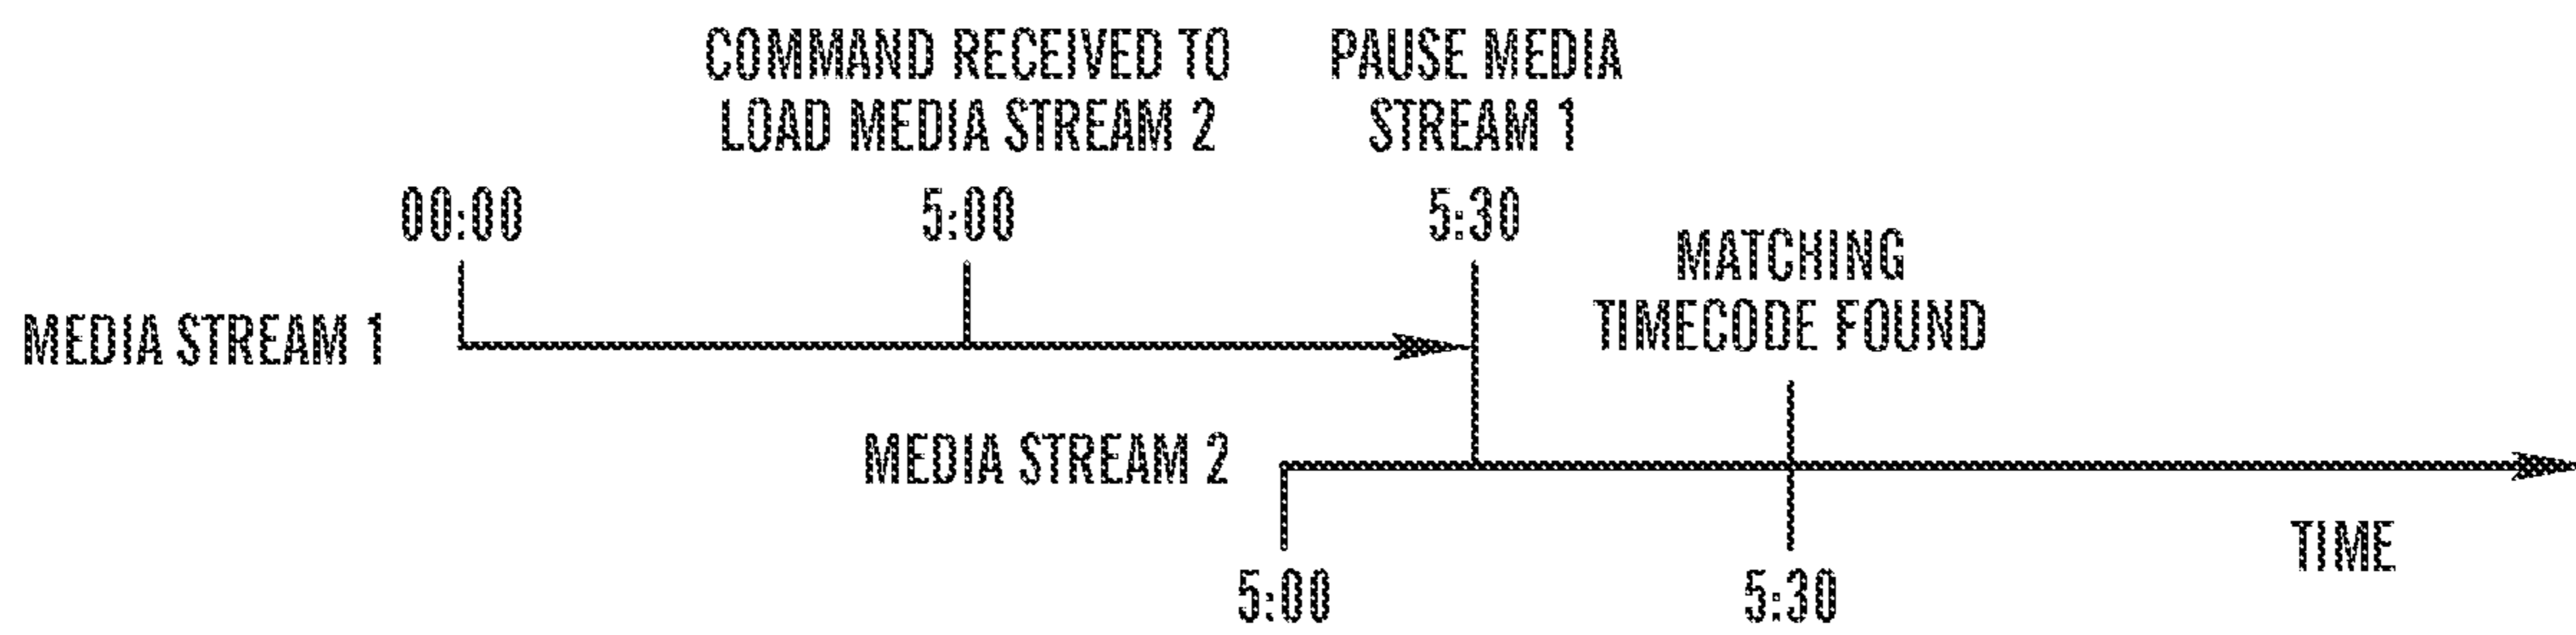 COMMAND RECEIVED TO
LOAD MEDIA STREAM 2
PAUSE MEDIA
STREAM 1
00:00
5:00
5:30
MATCHING
TIMECODE FOUND
MEDIA STREAM 1
MEDIA STREAM 2
TIME
5:00
5:30